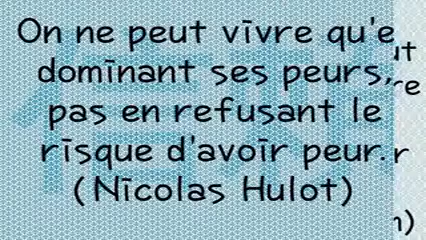 On ne peut vivre qu'e
dominant ses peurs,
pas en refusant le
risque d'avoir peur.
(Nicolas Hulot)